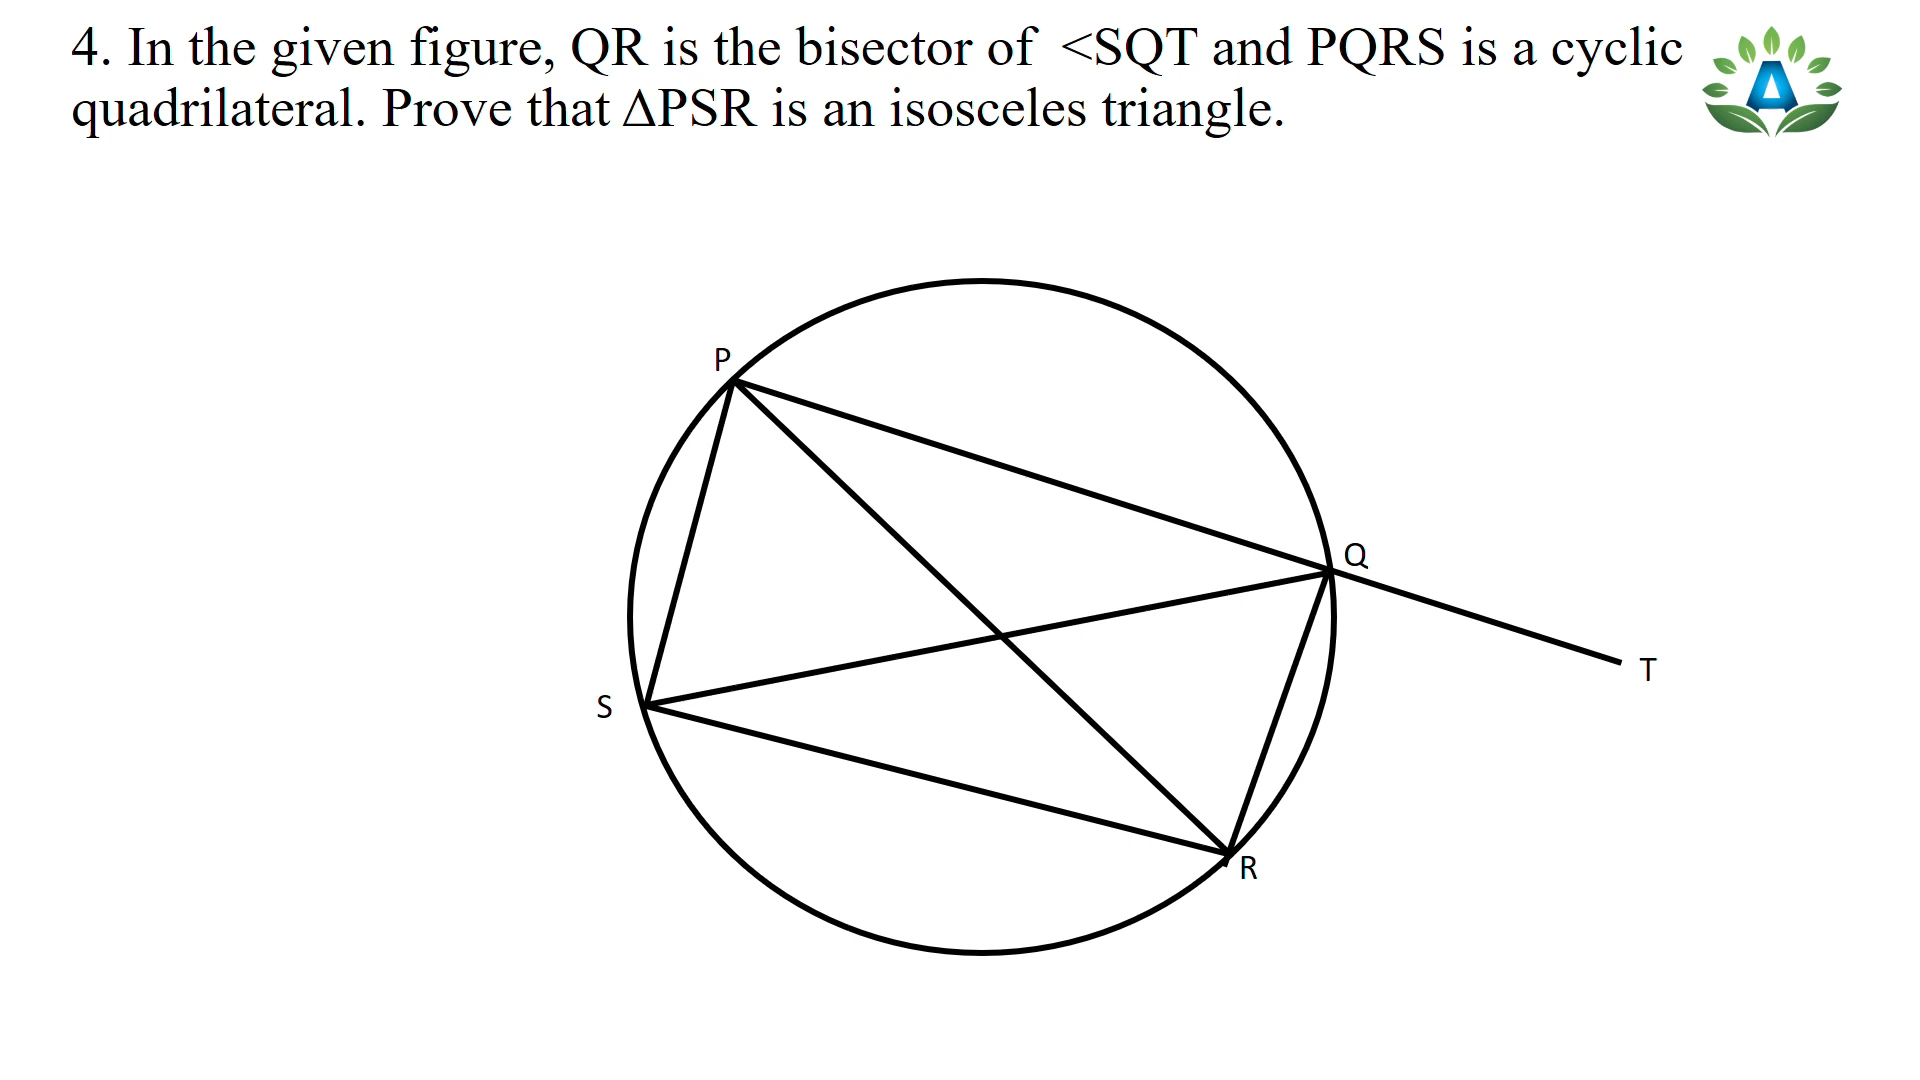 4. In the given figure, QR is the bisector of <SQT and PQRS is a cyclic
quadrilateral. Prove that ΔPSR is an isosceles triangle.
A
P
Q
T
S
R